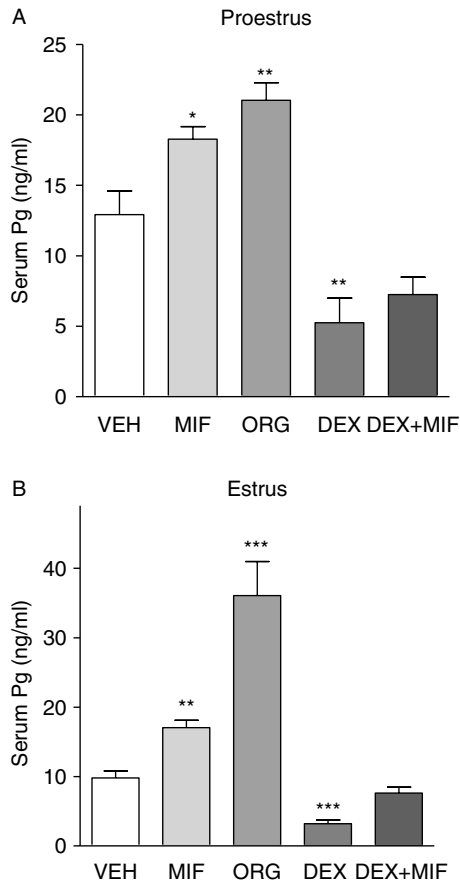 A
Proestrus
25
20
15
10
5
0
Serum Pg (ng/ml)
*
**
**
VEH MIF ORG DEX DEX+MIF
B
Estrus
40
30
20
10
0
Serum Pg (ng/ml)
**
***
***
VEH MIF ORG DEX DEX+MIF